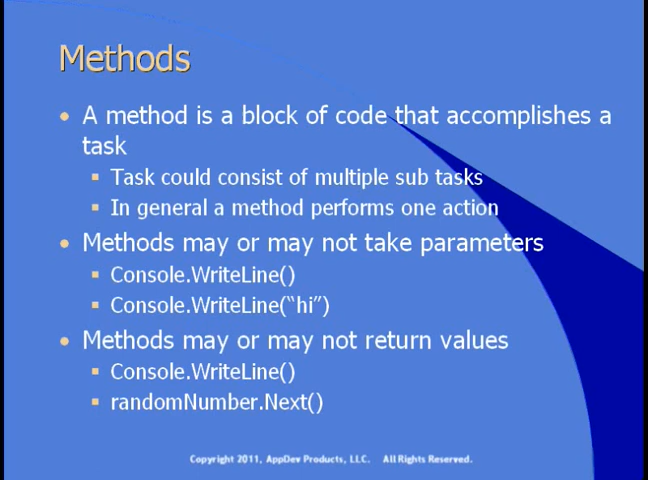 Methods
• A method is a block of code that accomplishes a
task
▪ Task could consist of multiple sub tasks
▪ In general a method performs one action
• Methods may or may not take parameters
▪ Console.WriteLine()
▪ Console.WriteLine(“hi”)
• Methods may or may not return values
▪ Console.WriteLine()
▪ randomNumber.Next()
Copyright 2011, AppDev Products, LLC. All Rights Reserved.